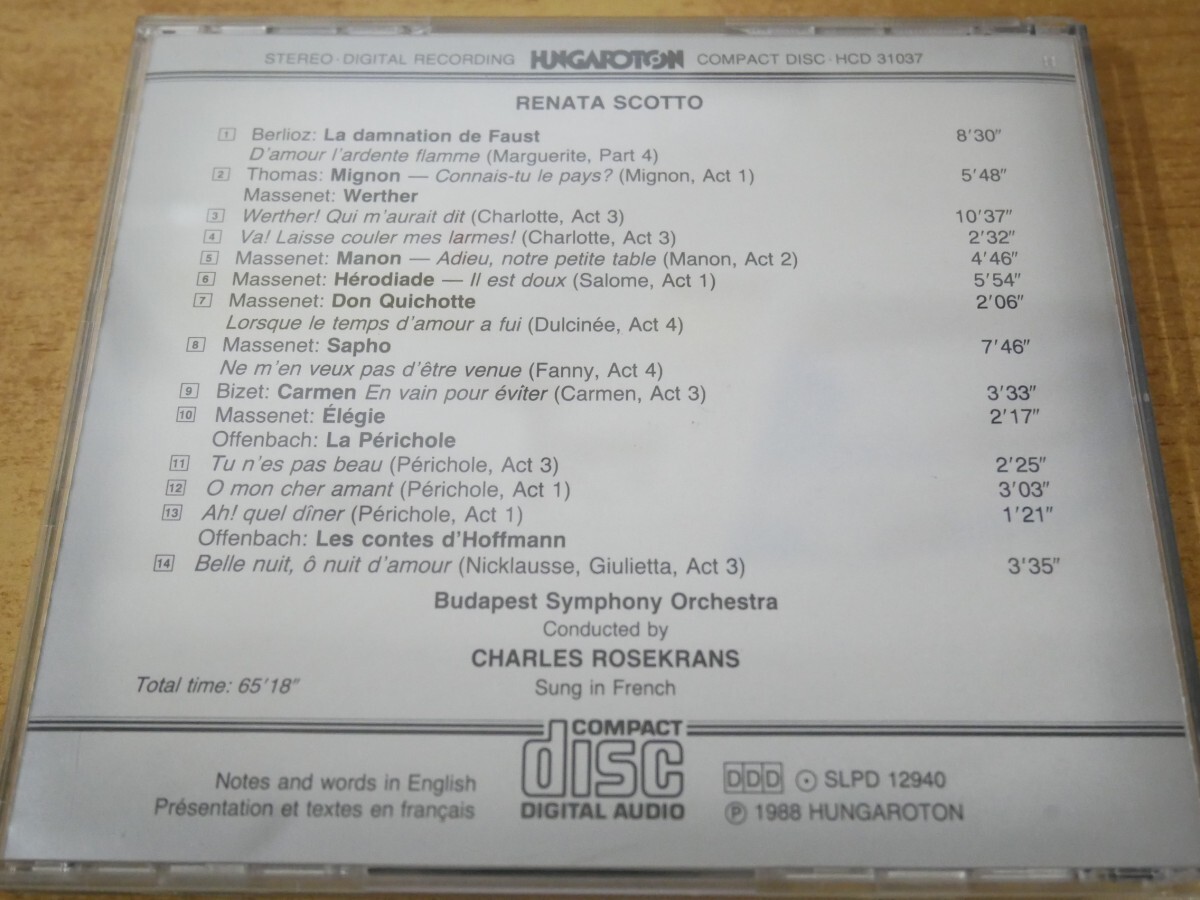 STEREO · DIGITAL RECORDING HUNGAROTON COMPACT DISC · HCD 31037
RENATA SCOTTO
1 Berlioz: La damnation de Faust 8'30"
D'amour l'ardente flamme (Marguerite, Part 4)
2 Thomas: Mignon — Connais-tu le pays? (Mignon, Act 1) 5'48"
Massenet: Werther
3 Werther! Qui m'aurait dit (Charlotte, Act 3) 10'37"
4 Va! Laisse couler mes larmes! (Charlotte, Act 3) 2'32"
5 Massenet: Manon — Adieu, notre petite table (Manon, Act 2) 4'46"
6 Massenet: Hérodiade — Il est doux (Salome, Act 1) 5'54"
7 Massenet: Don Quichotte 2'06"
Lorsque le temps d'amour a fui (Dulcinée, Act 4)
8 Massenet: Sapho 7'46"
Ne m'en veux pas d'être venue (Fanny, Act 4)
9 Bizet: Carmen En vain pour éviter (Carmen, Act 3) 3'33"
10 Massenet: Élégie 2'17"
Offenbach: La Périchole
11 Tu n'es pas beau (Périchole, Act 3) 2'25"
12 O mon cher amant (Périchole, Act 1) 3'03"
13 Ah! quel dîner (Périchole, Act 1) 1'21"
Offenbach: Les contes d'Hoffmann
14 Belle nuit, ô nuit d'amour (Nicklausse, Giulietta, Act 3) 3'35"
Budapest Symphony Orchestra
Conducted by
CHARLES ROSEKRANS
Total time: 65'18" Sung in French
COMPACT
disc
DIGITAL AUDIO
Notes and words in English
Présentation et textes en français
DDD SLPD 12940
℗ 1988 HUNGAROTON